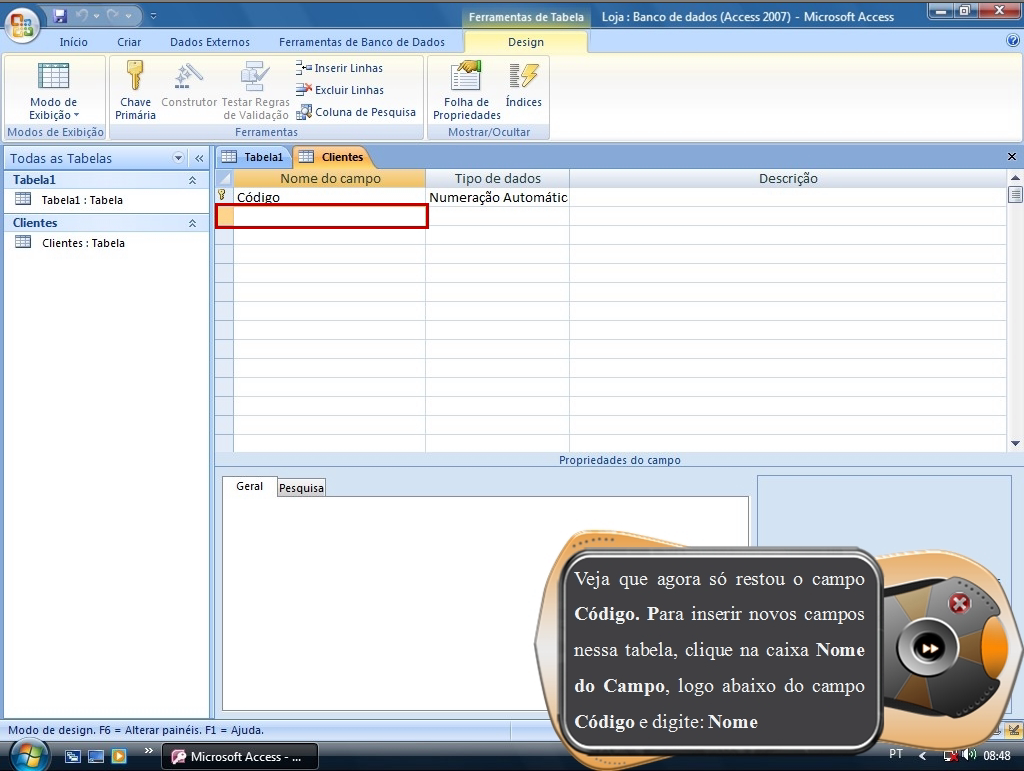 Ferramentas de Tabela
Loja : Banco de dados (Access 2007) - Microsoft Access
Início
Criar
Dados Externos
Ferramentas de Banco de Dados
Design
Modo de Exibição
Chave Primária
Construtor
Testar Regras de Validação
Inserir Linhas
Excluir Linhas
Coluna de Pesquisa
Folha de Propriedades
Índices
Modos de Exibição
Ferramentas
Mostrar/Ocultar
Todas as Tabelas
«
Tabela1
Tabela1 : Tabela
Clientes
Clientes : Tabela
Tabela1
Clientes
Nome do campo
Tipo de dados
Descrição
Código
Numeração Automátic
Propriedades do campo
Geral
Pesquisa
Veja que agora só restou o campo
Código. Para inserir novos campos
nessa tabela, clique na caixa Nome
do Campo, logo abaixo do campo
Código e digite: Nome
Modo de design. F6 = Alternar painéis. F1 = Ajuda.
»
Microsoft Access - ...
PT
08:48